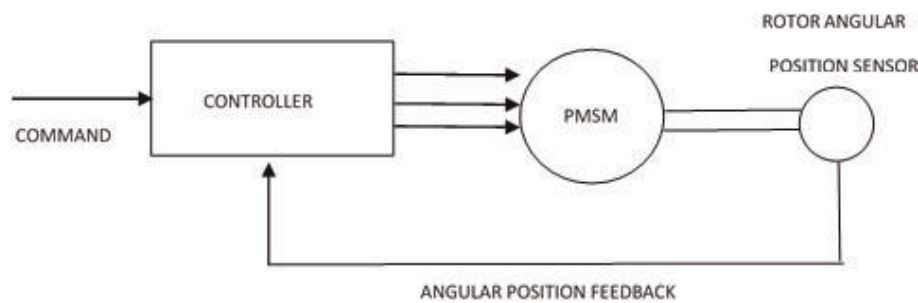 ROTOR ANGULAR
POSITION SENSOR
CONTROLLER
PMSM
COMMAND
ANGULAR POSITION FEEDBACK